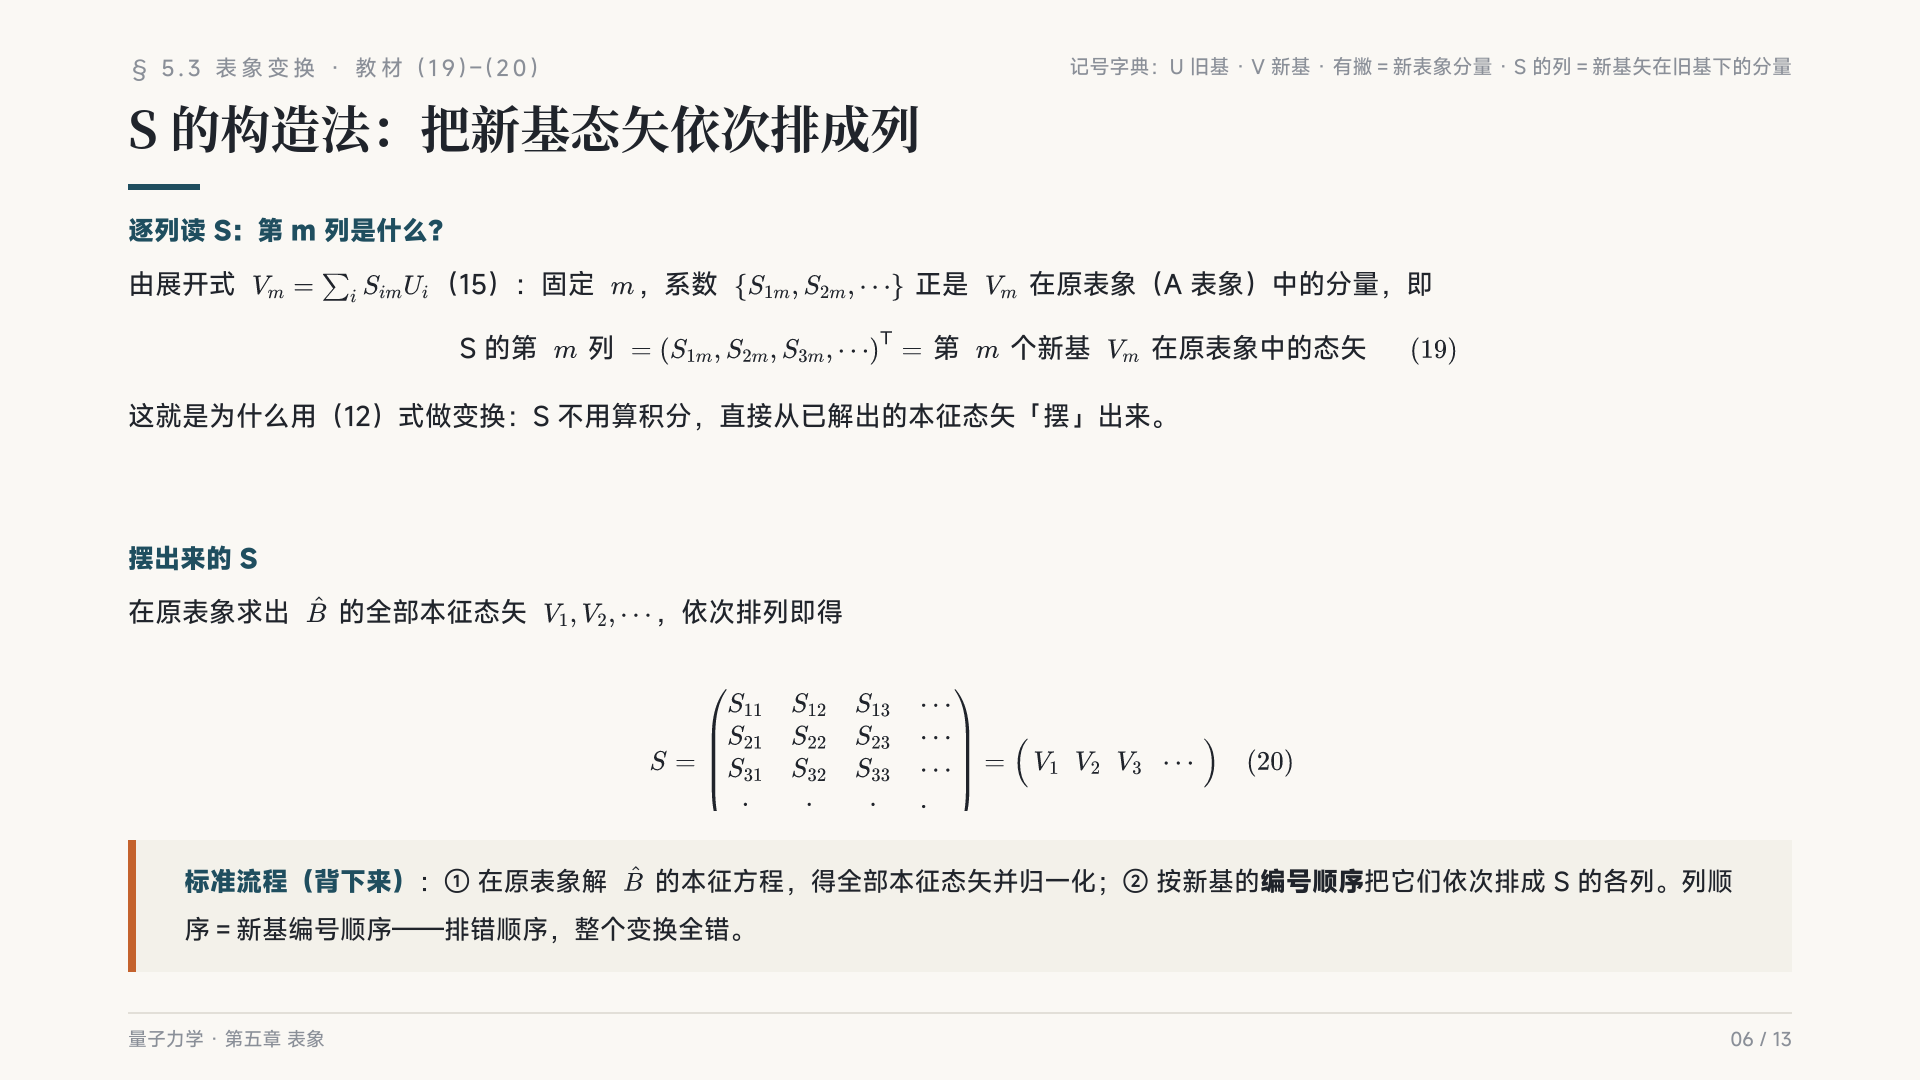 § 5.3 表象变换 · 教材 (19)–(20)
记号字典：U 旧基 · V 新基 · 有撇 = 新表象分量 · S 的列 = 新基矢在旧基下的分量
S 的构造法：把新基态矢依次排成列
逐列读 S：第 m 列是什么？
由展开式 V_m = ∑_i S_{im} U_i（15）：固定 m，系数 {S_{1m}, S_{2m}, ···} 正是 V_m 在原表象（A 表象）中的分量，即
S 的第 m 列 = (S_{1m}, S_{2m}, S_{3m}, ···)^T = 第 m 个新基 V_m 在原表象中的态矢 (19)
这就是为什么用（12）式做变换：S 不用算积分，直接从已解出的本征态矢「摆」出来。
摆出来的 S
在原表象求出 B̂ 的全部本征态矢 V_1, V_2, ···，依次排列即得
S_{11} S_{12} S_{13} ···
S_{21} S_{22} S_{23} ···
S = ( S_{31} S_{32} S_{33} ··· ) = ( V_1 V_2 V_3 ··· ) (20)
. . . .
标准流程（背下来）：① 在原表象解 B̂ 的本征方程，得全部本征态矢并归一化；② 按新基的编号顺序把它们依次排成 S 的各列。列顺
序 = 新基编号顺序——排错顺序，整个变换全错。
量子力学 · 第五章 表象
06 / 13